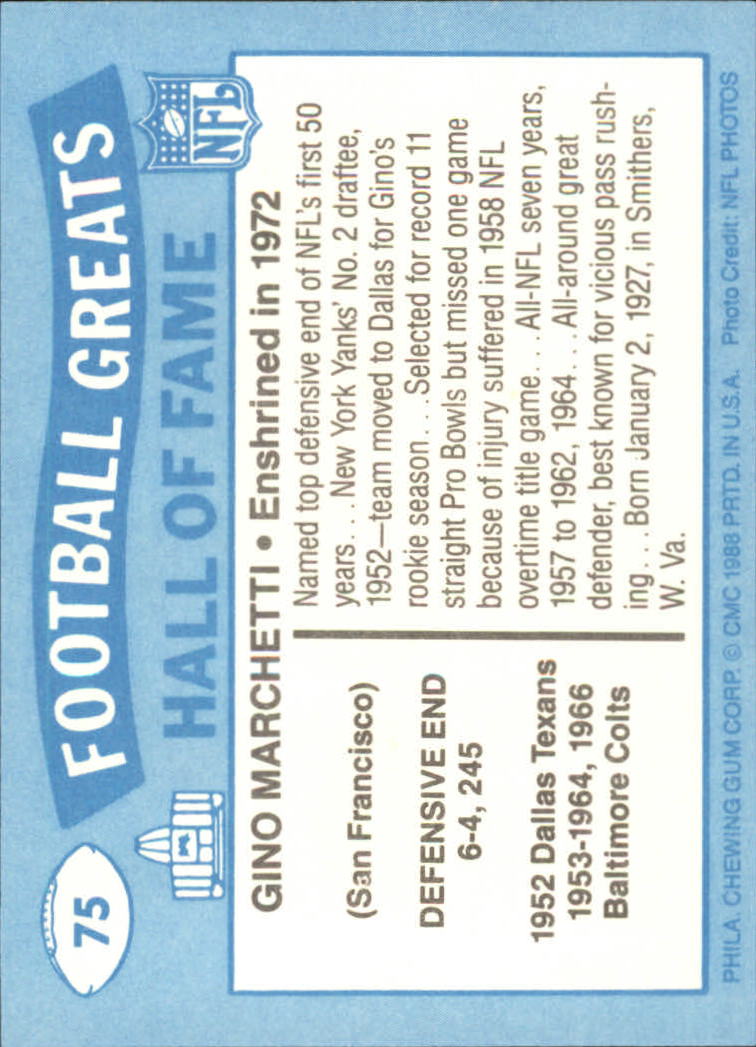 75
FOOTBALL GREATS
NFL
HALL OF FAME
GINO MARCHETTI • Enshrined in 1972
(San Francisco)
DEFENSIVE END
6-4, 245
1952 Dallas Texans
1953-1964, 1966
Baltimore Colts
Named top defensive end of NFL's first 50
years. . . New York Yanks' No. 2 draftee,
1952—team moved to Dallas for Gino's
rookie season. . . Selected for record 11
straight Pro Bowls but missed one game
because of injury suffered in 1958 NFL
overtime title game. . . All-NFL seven years,
1957 to 1962, 1964. . . All-around great
defender, best known for vicious pass rush-
ing. . . Born January 2, 1927, in Smithers,
W. Va.
PHILA. CHEWING GUM CORP. © CMC 1988 PRTD. IN U.S.A. Photo Credit: NFL PHOTOS